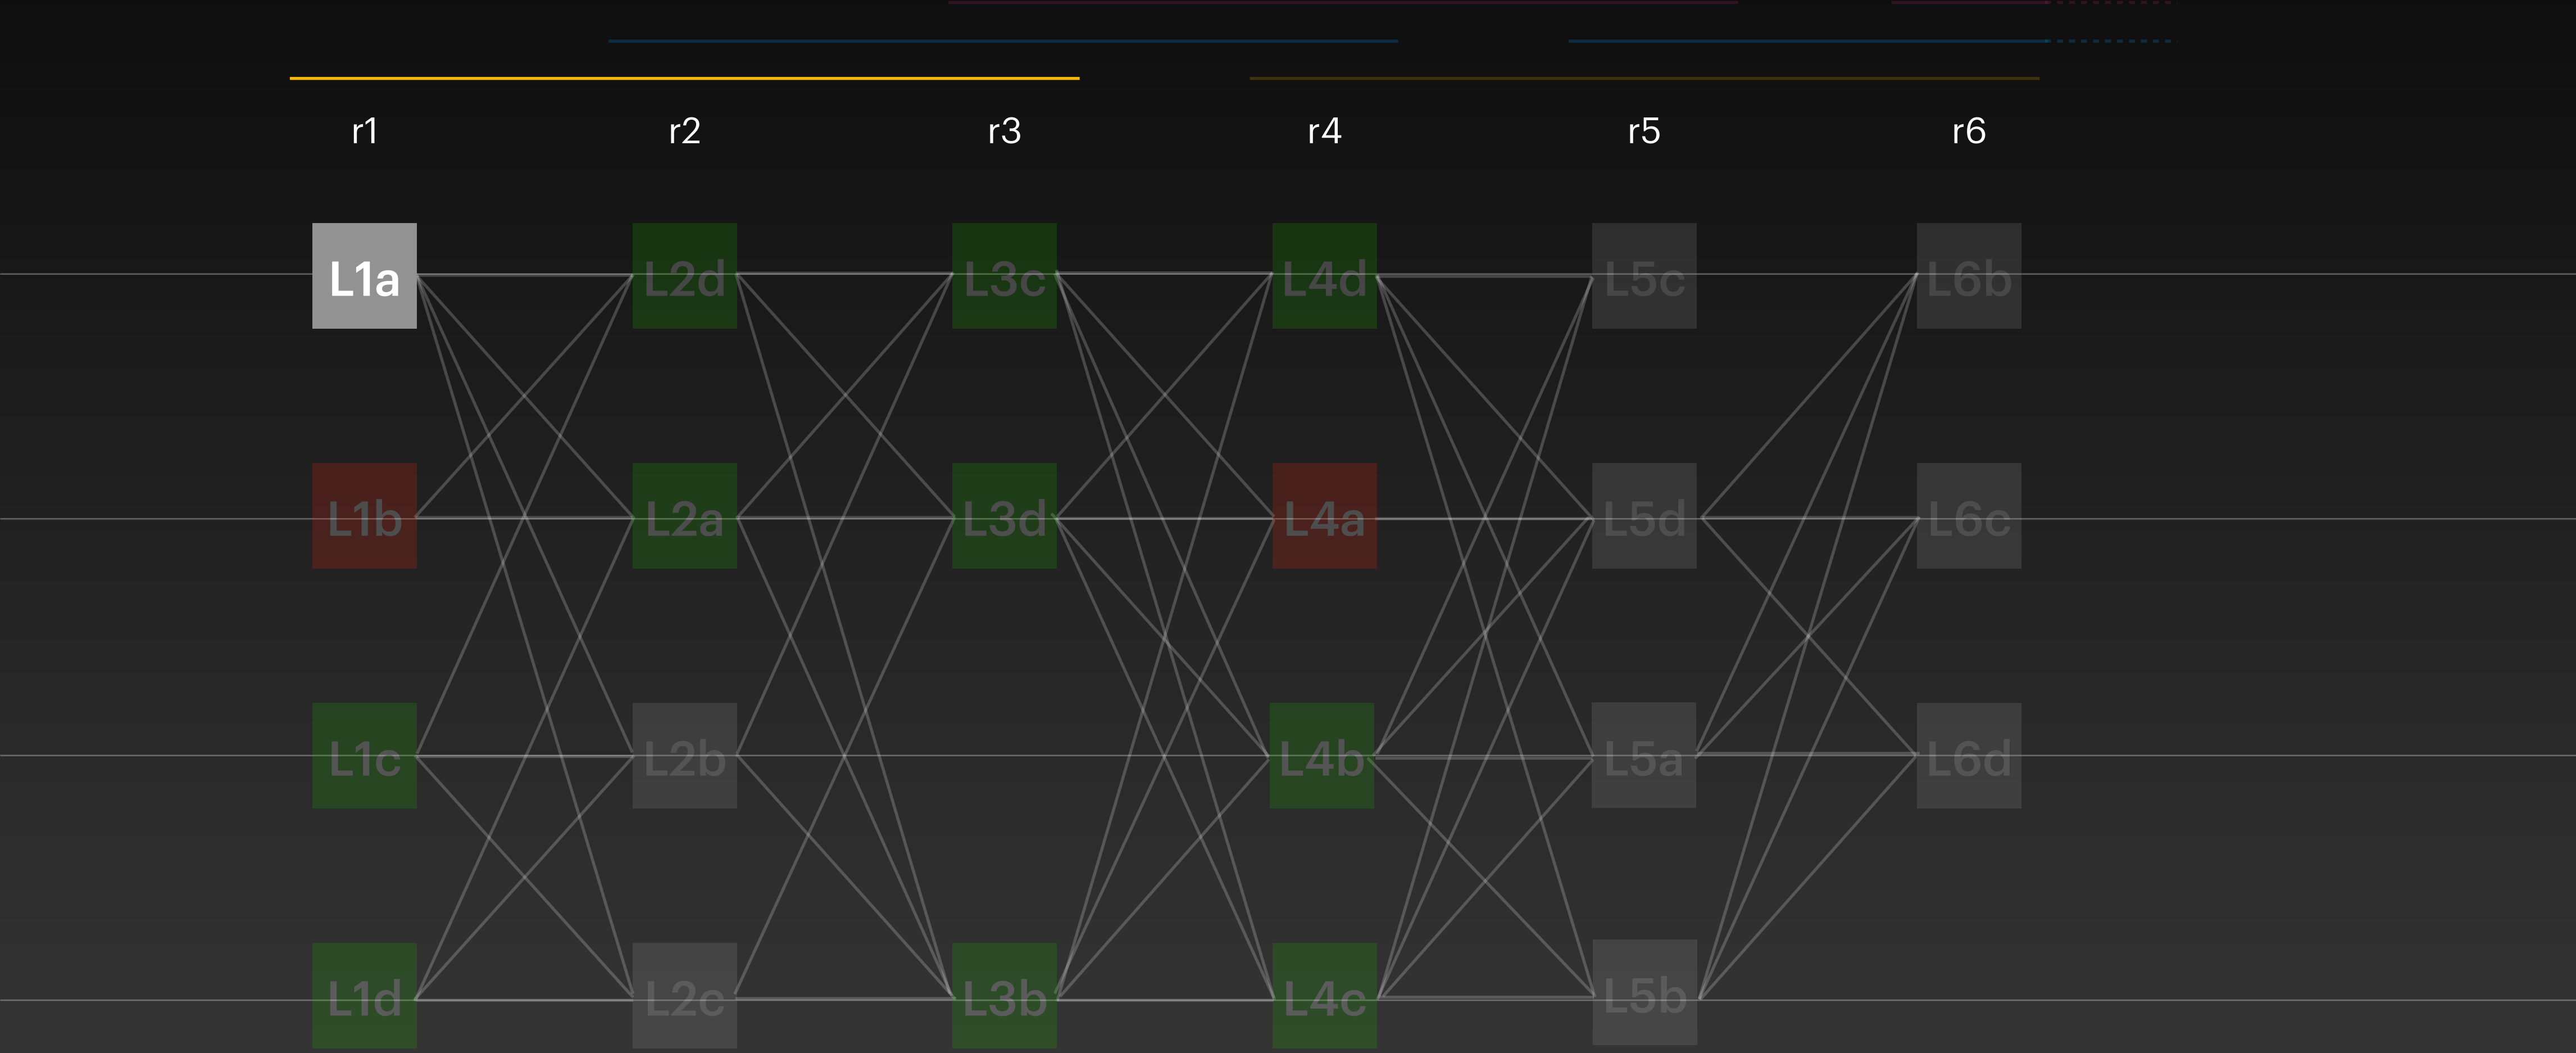 r1 r2 r3 r4 r5 r6
L1a L2d L3c L4d L5c L6b
L1b L2a L3d L4a L5d L6c
L1c L2b L4b L5a L6d
L1d L2c L3b L4c L5b